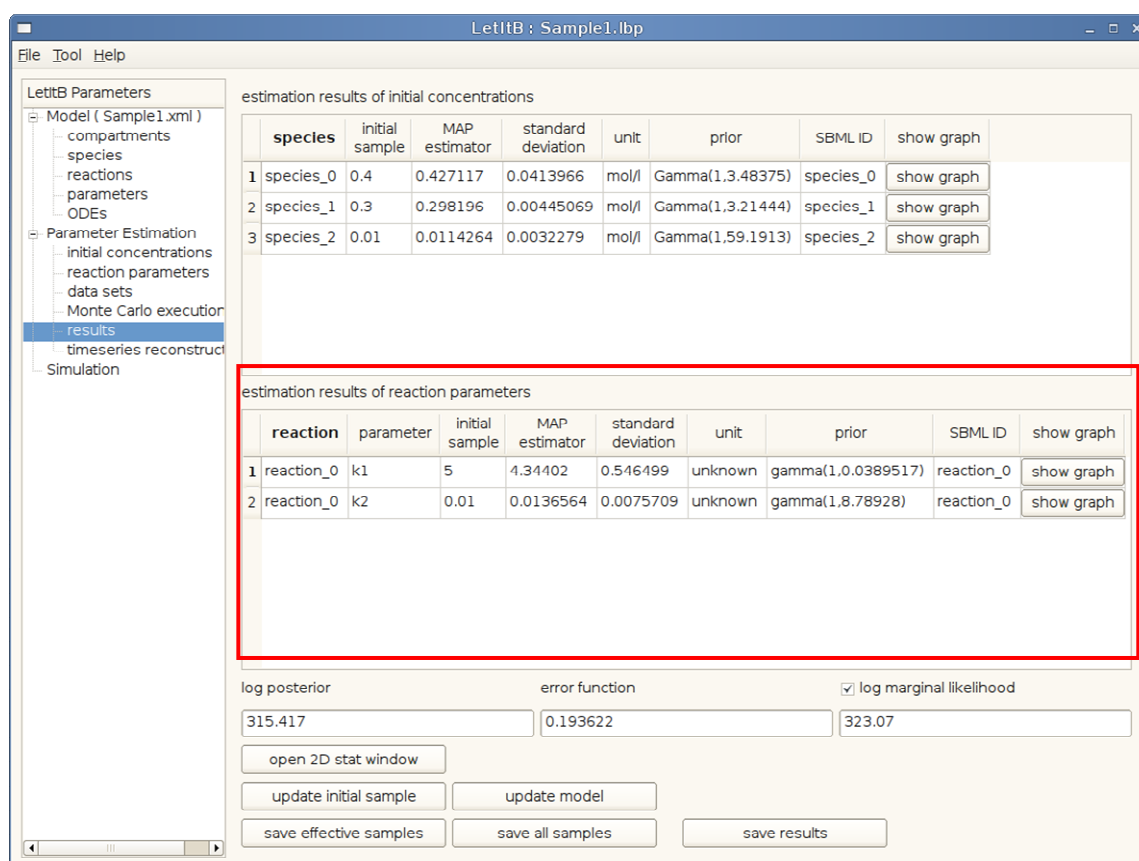 LetItB : Sample1.lbp
File Tool Help
LetItB Parameters
Model ( Sample1.xml )
compartments
species
reactions
parameters
ODEs
Parameter Estimation
initial concentrations
reaction parameters
data sets
Monte Carlo execution
results
timeseries reconstruct
Simulation
estimation results of initial concentrations
species initial sample MAP estimator standard deviation unit prior SBML ID show graph
1 species_0 0.4 0.427117 0.0413966 mol/l Gamma(1,3.48375) species_0 show graph
2 species_1 0.3 0.298196 0.00445069 mol/l Gamma(1,3.21444) species_1 show graph
3 species_2 0.01 0.0114264 0.0032279 mol/l Gamma(1,59.1913) species_2 show graph
estimation results of reaction parameters
reaction parameter initial sample MAP estimator standard deviation unit prior SBML ID show graph
1 reaction_0 k1 5 4.34402 0.546499 unknown gamma(1,0.0389517) reaction_0 show graph
2 reaction_0 k2 0.01 0.0136564 0.0075709 unknown gamma(1,8.78928) reaction_0 show graph
log posterior error function log marginal likelihood
315.417 0.193622 323.07
open 2D stat window
update initial sample update model
save effective samples save all samples save results